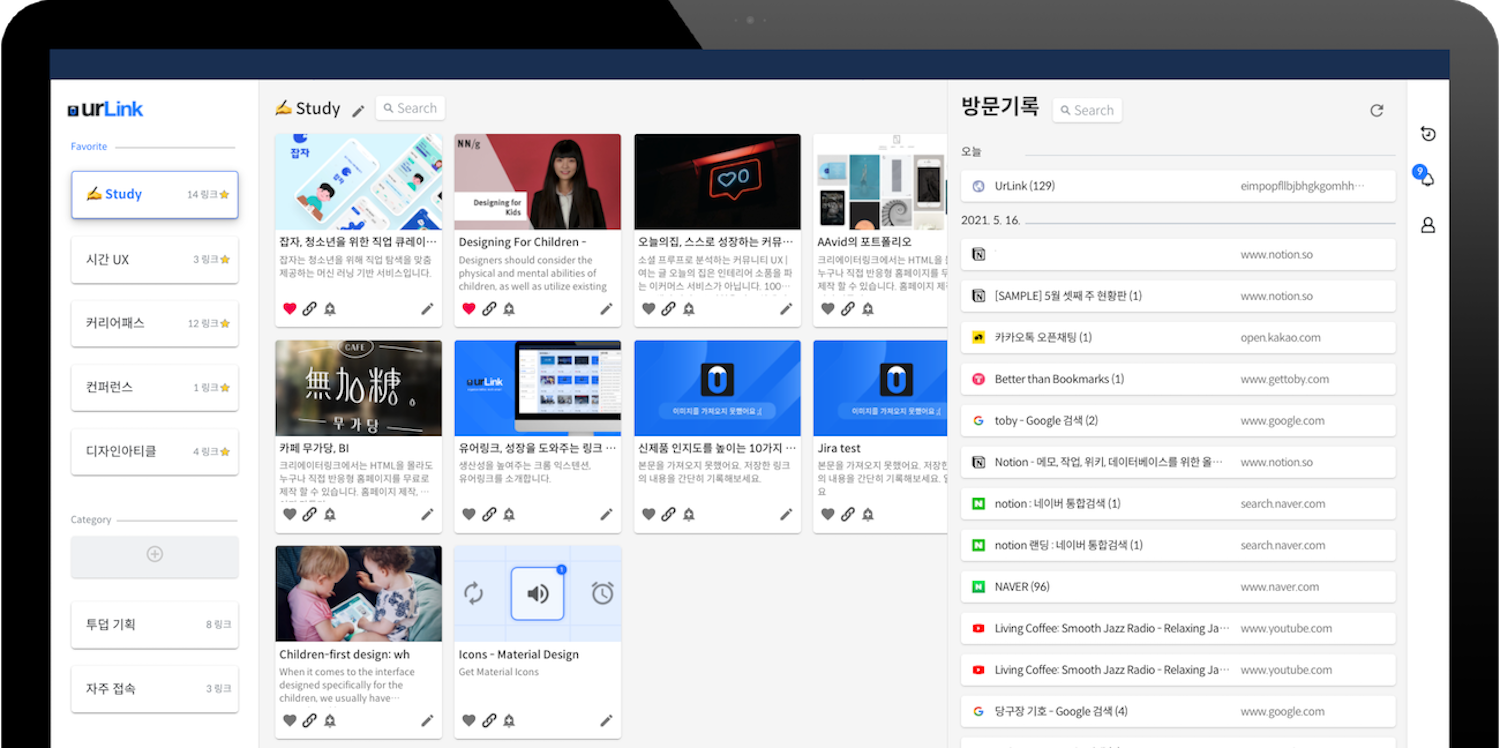 urLink
Favorite
✍️ Study
14 링크
시간 UX
3 링크
커리어패스
12 링크
컨퍼런스
1 링크
디자인아티클
4 링크
Category
투덥 기획
8 링크
자주 접속
3 링크
✍️ Study
Search
잡자
잡자, 청소년을 위한 직업 큐레이…
잡자는 청소년을 위해 직업 탐색을 맞춤
제공하는 머신 러닝 기반 서비스입니다.
NN/g
Designing for
Kids
Designing For Children -
Designers should consider the
physical and mental abilities of
children, as well as utilize existing
0
오늘의집, 스스로 성장하는 커뮤…
소셜 프루프로 분석하는 커뮤니티 UX |
여는 글 오늘의 집은 인테리어 소품을 파
는 이커머스 서비스가 아닙니다. 100…
AAvid의 포트폴리오
크리에이터링크에서는 HTML을 몰
누구나 직접 반응형 홈페이지를 무
제작 할 수 있습니다. 홈페이지 제작
CAFE
無加糖。
무가당
카페 무가당, BI
크리에이터링크에서는 HTML을 몰라도
누구나 직접 반응형 홈페이지를 무료로
제작 할 수 있습니다. 홈페이지 제작, …
urLink
유어링크, 성장을 도와주는 링크 …
생산성을 높여주는 크롬 익스텐션,
유어링크를 소개합니다.
이미지를 가져오지 못했어요 ;(
신제품 인지도를 높이는 10가지 …
본문을 가져오지 못했어요. 저장한 링크
의 내용을 간단히 기록해보세요.
이미지를 가져오지 못했어요 ;(
Jira test
본문을 가져오지 못했어요. 저장한
의 내용을 간단히 기록해보세요. 
요
Children-first design: wh
When it comes to the interface
designed specifically for the
children, we usually have…
1
Icons - Material Design
Get Material Icons
방문기록
Search
9
오늘
UrLink (129)
eimpopfllbjbhgkgomhh…
2021. 5. 16.
www.notion.so
[SAMPLE] 5월 셋째 주 현황판 (1)
www.notion.so
카카오톡 오픈채팅 (1)
open.kakao.com
Better than Bookmarks (1)
www.gettoby.com
toby - Google 검색 (2)
www.google.com
Notion - 메모, 작업, 위키, 데이터베이스를 위한 올…
www.notion.so
notion : 네이버 통합검색 (1)
search.naver.com
notion 랜딩 : 네이버 통합검색 (1)
search.naver.com
NAVER (96)
www.naver.com
Living Coffee: Smooth Jazz Radio - Relaxing Ja…
www.youtube.com
Living Coffee: Smooth Jazz Radio - Relaxing Ja…
www.youtube.com
당구장 기호 - Google 검색 (4)
www.google.com